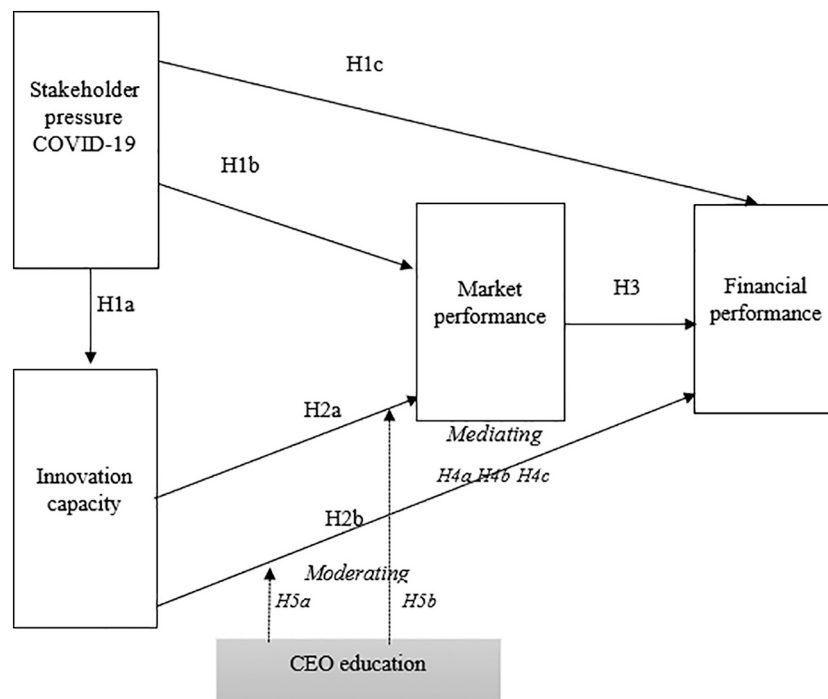 Stakeholder
pressure
COVID-19
H1c
H1b
H1a
Market
performance
H3
Financial
performance
H2a
Mediating
H4a H4b H4c
Innovation
capacity
H2b
Moderating
H5a
H5b
CEO education